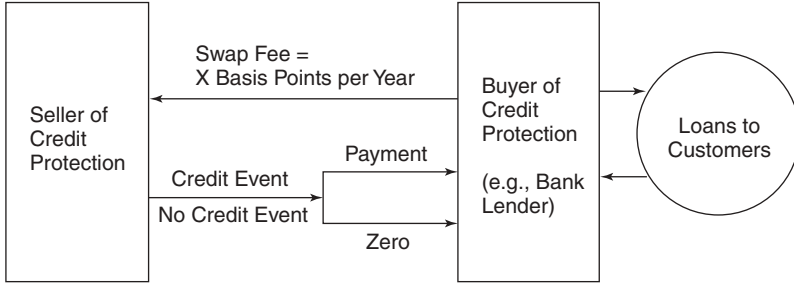 Swap Fee =
X Basis Points per Year
Seller of
Credit
Protection
Credit Event
No Credit Event
Payment
Zero
Buyer of
Credit
Protection
(e.g., Bank
Lender)
Loans to
Customers